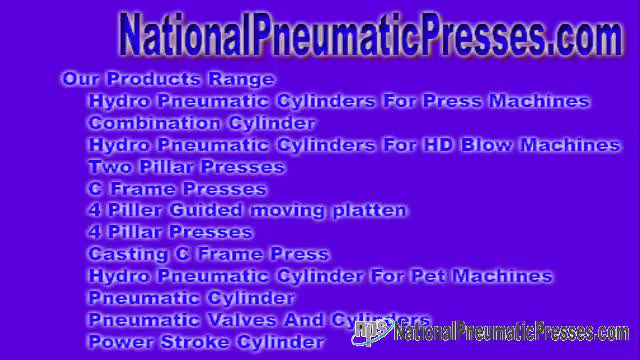 NationalPneumaticPresses.com
Our Products Range
Hydro Pneumatic Cylinders For Press Machines
Combination Cylinder
Hydro Pneumatic Cylinders For HD Blow Machines
Two Pillar Presses
C Frame Presses
4 Piller Guided moving platten
4 Pillar Presses
Casting C Frame Press
Hydro Pneumatic Cylinder For Pet Machines
Pneumatic Cylinder
Pneumatic Valves And Cylinders
NationalPneumaticPresses.com
Power Stroke Cylinder